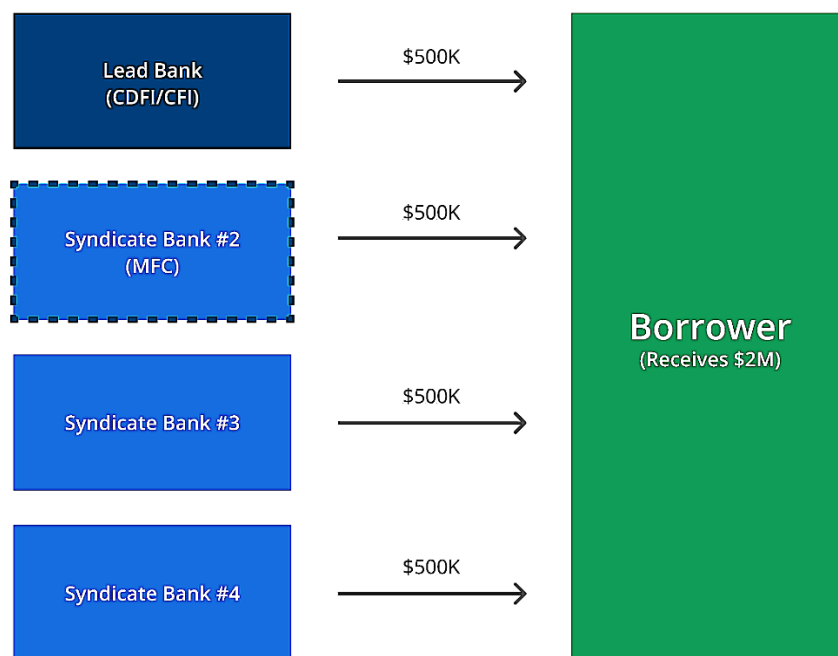 Lead Bank
(CDFI/CFI)
$500K
Syndicate Bank #2
(MFC)
$500K
Syndicate Bank #3
$500K
Syndicate Bank #4
$500K
Borrower
(Receives $2M)